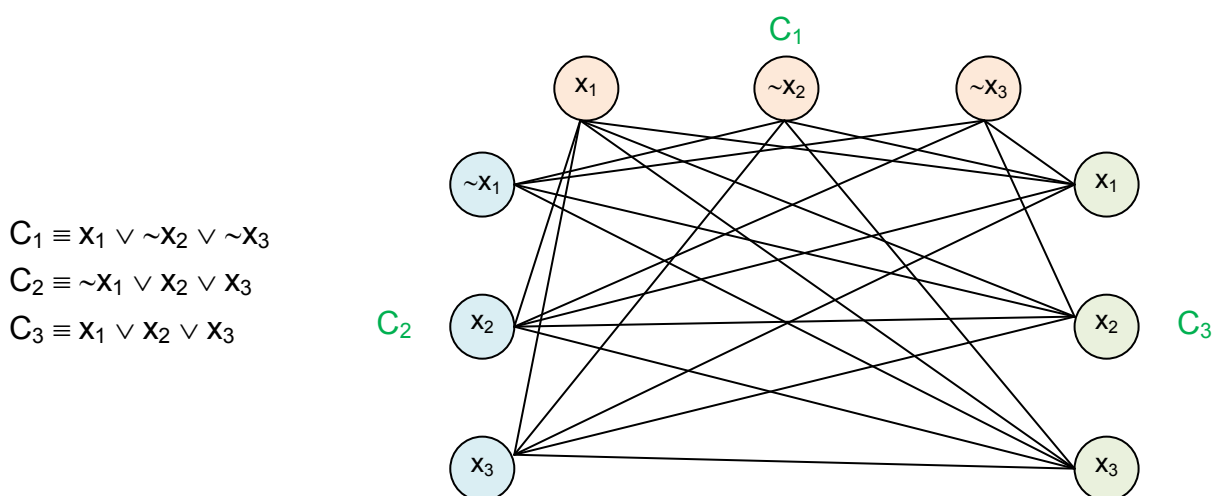 C₁
x₁ ~x₂ ~x₃
~x₁ x₁
C₁ ≡ x₁ ∨ ~x₂ ∨ ~x₃
C₂ ≡ ~x₁ ∨ x₂ ∨ x₃
C₃ ≡ x₁ ∨ x₂ ∨ x₃
C₂ x₂ x₂ C₃
x₃ x₃